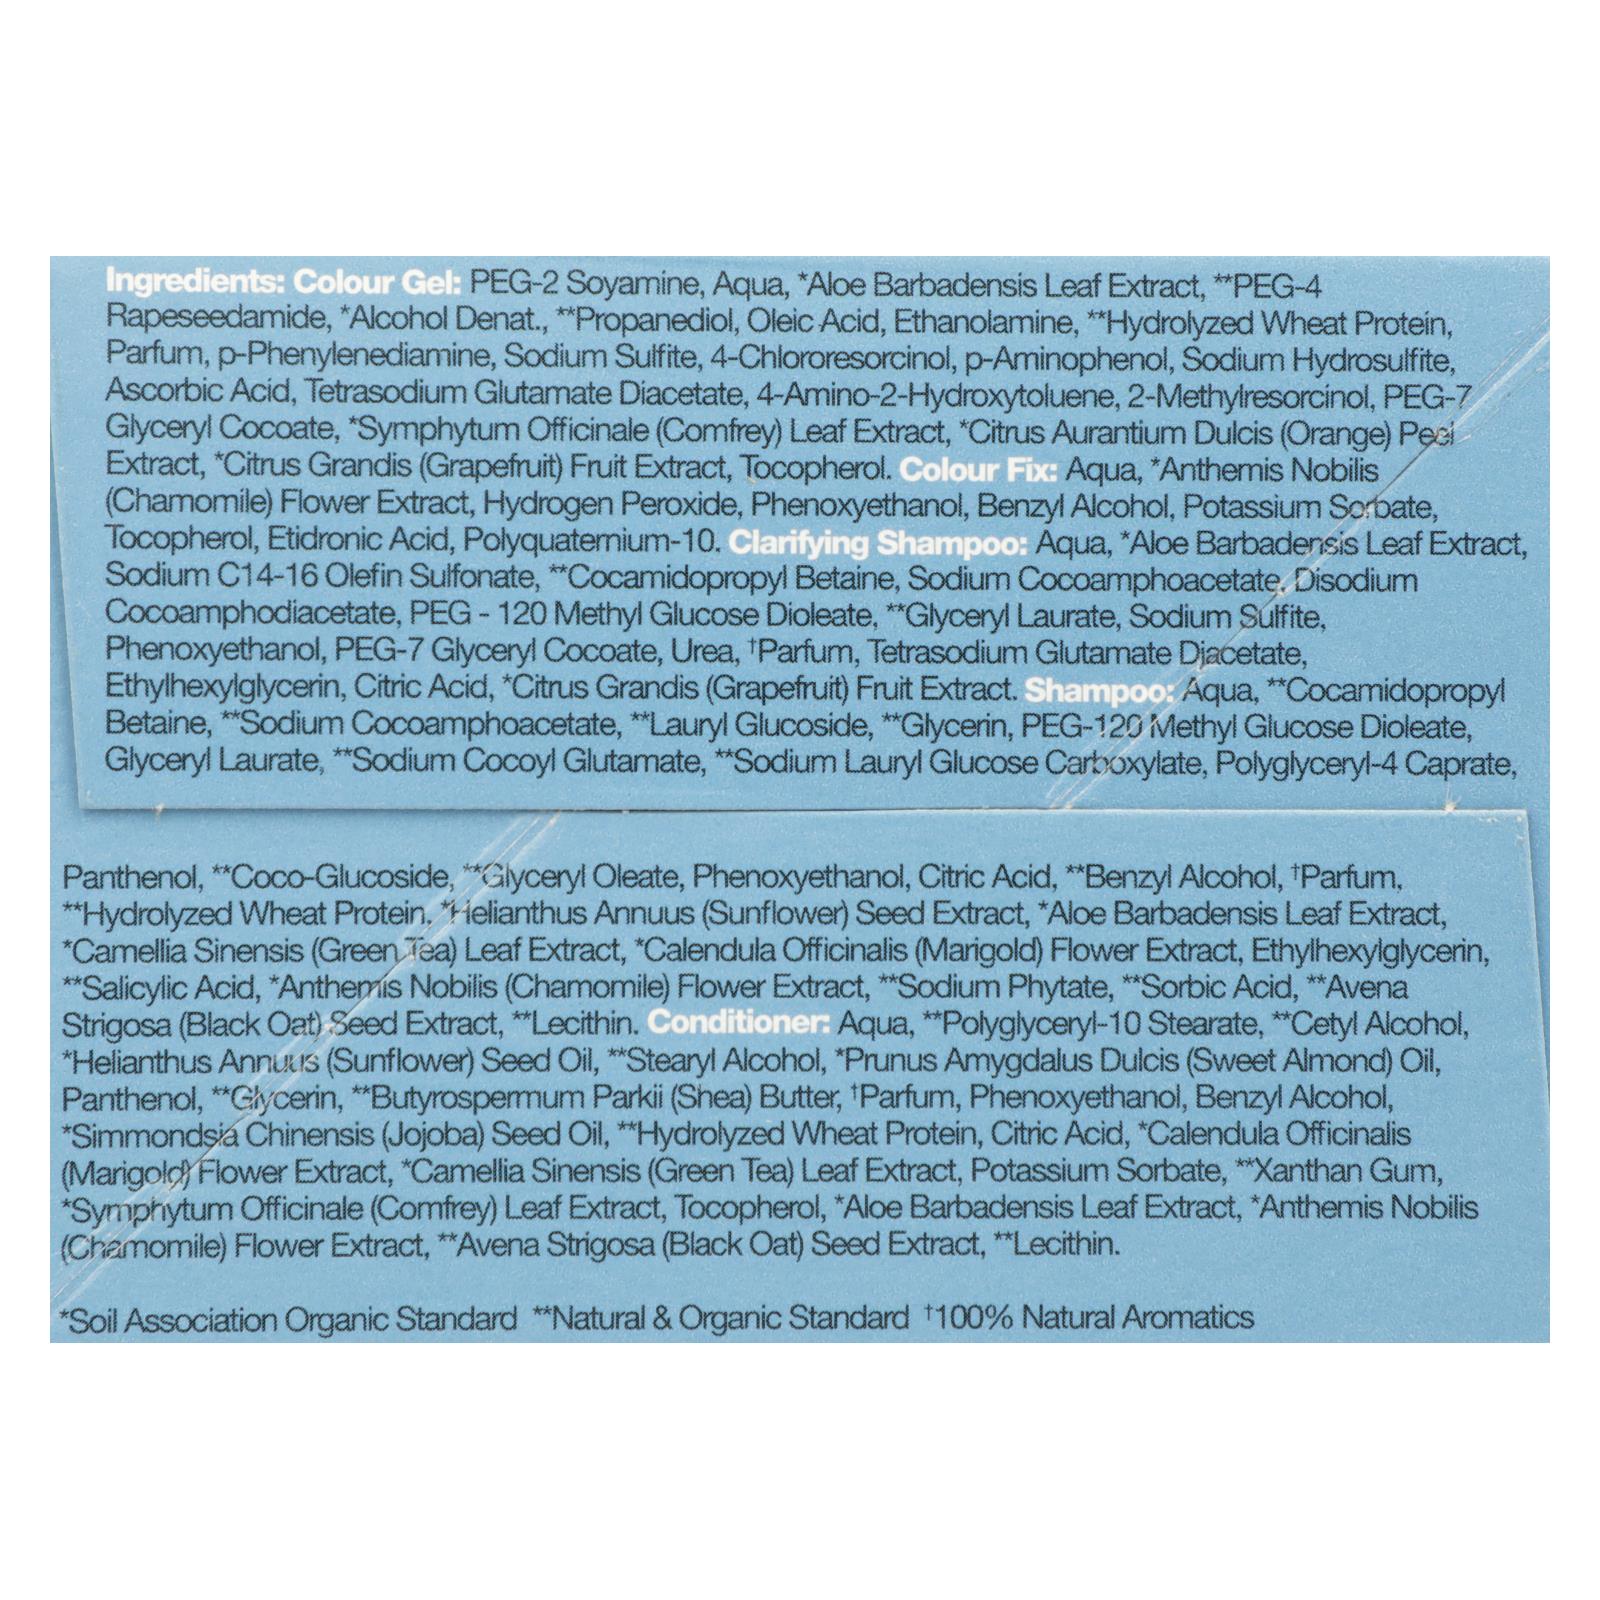 Ingredients: Colour Gel: PEG-2 Soyamine, Aqua, *Aloe Barbadensis Leaf Extract, **PEG-4
Rapeseedamide, *Alcohol Denat., **Propanediol, Oleic Acid, Ethanolamine, **Hydrolyzed Wheat Protein,
Parfum, p-Phenylenediamine, Sodium Sulfite, 4-Chlororesorcinol, p-Aminophenol, Sodium Hydrosulfite,
Ascorbic Acid, Tetrasodium Glutamate Diacetate, 4-Amino-2-Hydroxytoluene, 2-Methylresorcinol, PEG-7
Glyceryl Cocoate, *Symphytum Officinale (Comfrey) Leaf Extract, *Citrus Aurantium Dulcis (Orange) Peel
Extract, *Citrus Grandis (Grapefruit) Fruit Extract, Tocopherol. Colour Fix: Aqua, *Anthemis Nobilis
(Chamomile) Flower Extract, Hydrogen Peroxide, Phenoxyethanol, Benzyl Alcohol, Potassium Sorbate,
Tocopherol, Etidronic Acid, Polyquaternium-10. Clarifying Shampoo: Aqua, *Aloe Barbadensis Leaf Extract,
Sodium C14-16 Olefin Sulfonate, **Cocamidopropyl Betaine, Sodium Cocoamphoacetate, Disodium
Cocoamphodiacetate, PEG - 120 Methyl Glucose Dioleate, **Glyceryl Laurate, Sodium Sulfite,
Phenoxyethanol, PEG-7 Glyceryl Cocoate, Urea, †Parfum, Tetrasodium Glutamate Diacetate,
Ethylhexylglycerin, Citric Acid, *Citrus Grandis (Grapefruit) Fruit Extract. Shampoo: Aqua, **Cocamidopropyl
Betaine, **Sodium Cocoamphoacetate, **Lauryl Glucoside, **Glycerin, PEG-120 Methyl Glucose Dioleate,
Glyceryl Laurate, **Sodium Cocoyl Glutamate, **Sodium Lauryl Glucose Carboxylate, Polyglyceryl-4 Caprate,
Panthenol, **Coco-Glucoside, **Glyceryl Oleate, Phenoxyethanol, Citric Acid, **Benzyl Alcohol, †Parfum,
**Hydrolyzed Wheat Protein, *Helianthus Annuus (Sunflower) Seed Extract, *Aloe Barbadensis Leaf Extract,
*Camellia Sinensis (Green Tea) Leaf Extract, *Calendula Officinalis (Marigold) Flower Extract, Ethylhexylglycerin,
**Salicylic Acid, *Anthemis Nobilis (Chamomile) Flower Extract, **Sodium Phytate, **Sorbic Acid, **Avena
Strigosa (Black Oat) Seed Extract, **Lecithin. Conditioner: Aqua, **Polyglyceryl-10 Stearate, **Cetyl Alcohol,
*Helianthus Annuus (Sunflower) Seed Oil, **Stearyl Alcohol, *Prunus Amygdalus Dulcis (Sweet Almond) Oil,
Panthenol, **Glycerin, **Butyrospermum Parkii (Shea) Butter, †Parfum, Phenoxyethanol, Benzyl Alcohol,
*Simmondsia Chinensis (Jojoba) Seed Oil, **Hydrolyzed Wheat Protein, Citric Acid, *Calendula Officinalis
(Marigold) Flower Extract, *Camellia Sinensis (Green Tea) Leaf Extract, Potassium Sorbate, **Xanthan Gum,
*Symphytum Officinale (Comfrey) Leaf Extract, Tocopherol, *Aloe Barbadensis Leaf Extract, *Anthemis Nobilis
(Chamomile) Flower Extract, **Avena Strigosa (Black Oat) Seed Extract, **Lecithin.
*Soil Association Organic Standard **Natural & Organic Standard †100% Natural Aromatics